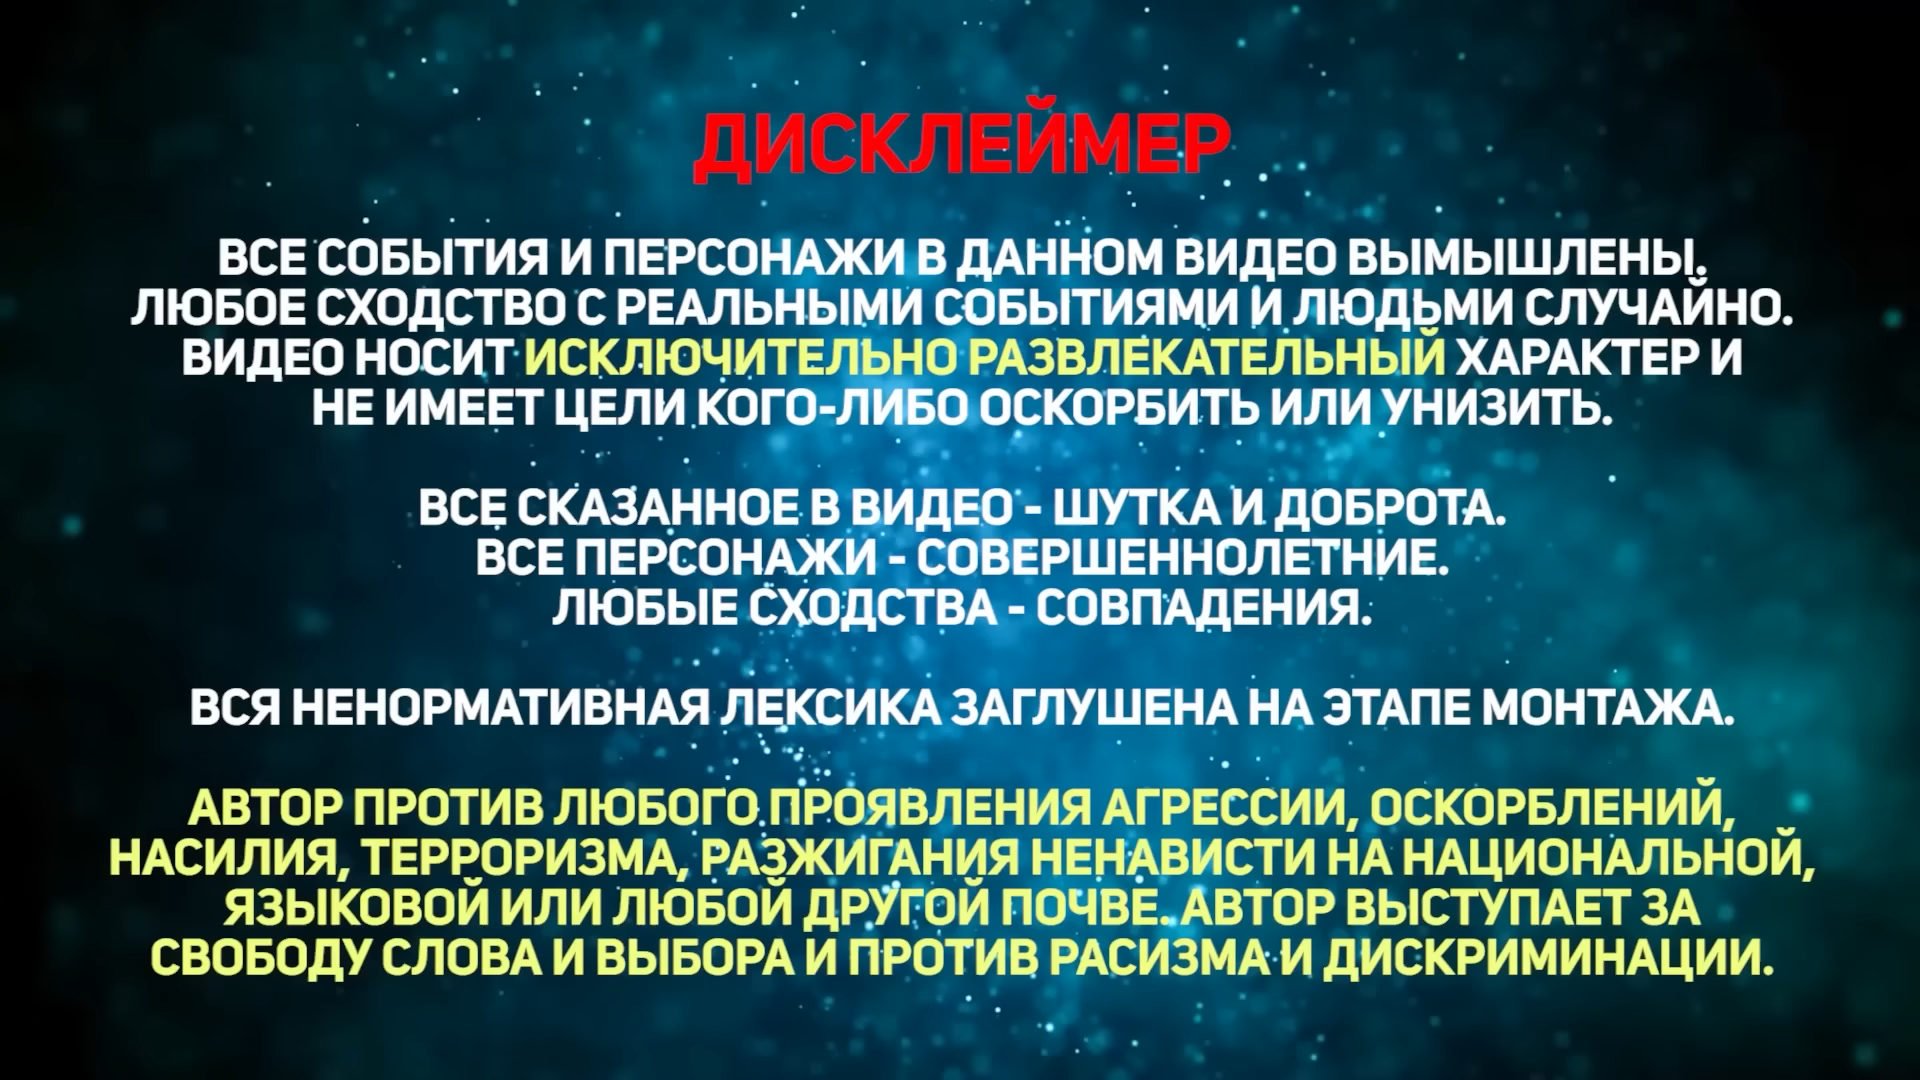 ДИСКЛЕЙМЕР
ВСЕ СОБЫТИЯ И ПЕРСОНАЖИ В ДАННОМ ВИДЕО ВЫМЫШЛЕНЫ.
ЛЮБОЕ СХОДСТВО С РЕАЛЬНЫМИ СОБЫТИЯМИ И ЛЮДЬМИ СЛУЧАЙНО.
ВИДЕО НОСИТ ИСКЛЮЧИТЕЛЬНО РАЗВЛЕКАТЕЛЬНЫЙ ХАРАКТЕР И
НЕ ИМЕЕТ ЦЕЛИ КОГО-ЛИБО ОСКОРБИТЬ ИЛИ УНИЗИТЬ.
ВСЕ СКАЗАННОЕ В ВИДЕО - ШУТКА И ДОБРОТА.
ВСЕ ПЕРСОНАЖИ - СОВЕРШЕННОЛЕТНИЕ.
ЛЮБЫЕ СХОДСТВА - СОВПАДЕНИЯ.
ВСЯ НЕНОРМАТИВНАЯ ЛЕКСИКА ЗАГЛУШЕНА НА ЭТАПЕ МОНТАЖА.
АВТОР ПРОТИВ ЛЮБОГО ПРОЯВЛЕНИЯ АГРЕССИИ, ОСКОРБЛЕНИЙ,
НАСИЛИЯ, ТЕРРОРИЗМА, РАЗЖИГАНИЯ НЕНАВИСТИ НА НАЦИОНАЛЬНОЙ,
ЯЗЫКОВОЙ ИЛИ ЛЮБОЙ ДРУГОЙ ПОЧВЕ. АВТОР ВЫСТУПАЕТ ЗА
СВОБОДУ СЛОВА И ВЫБОРА И ПРОТИВ РАСИЗМА И ДИСКРИМИНАЦИИ.